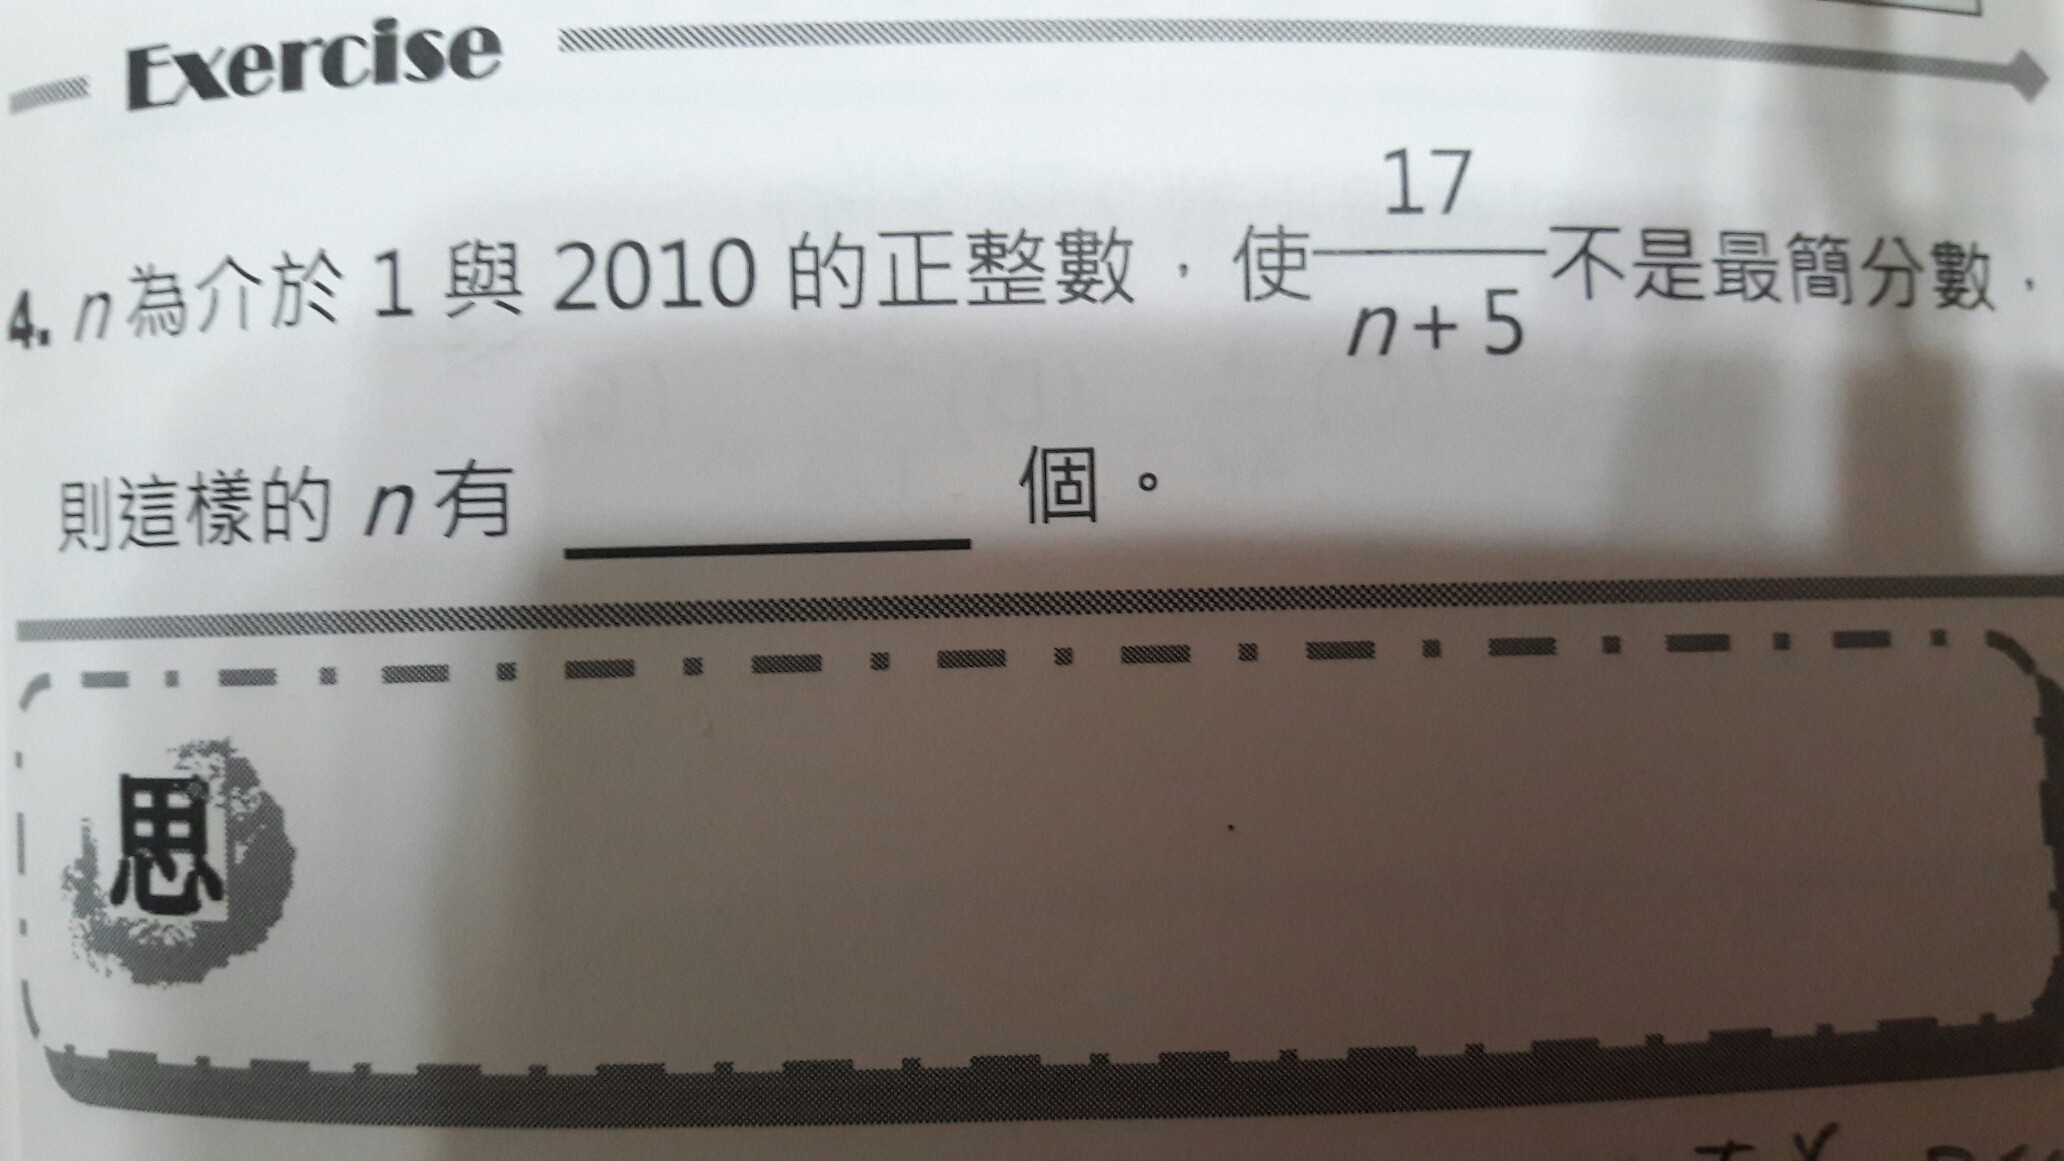 Exercise
4. n為介於 1 與 2010 的正整數，使 17/(n+5) 不是最簡分數，
則這樣的 n 有 ________ 個。
思